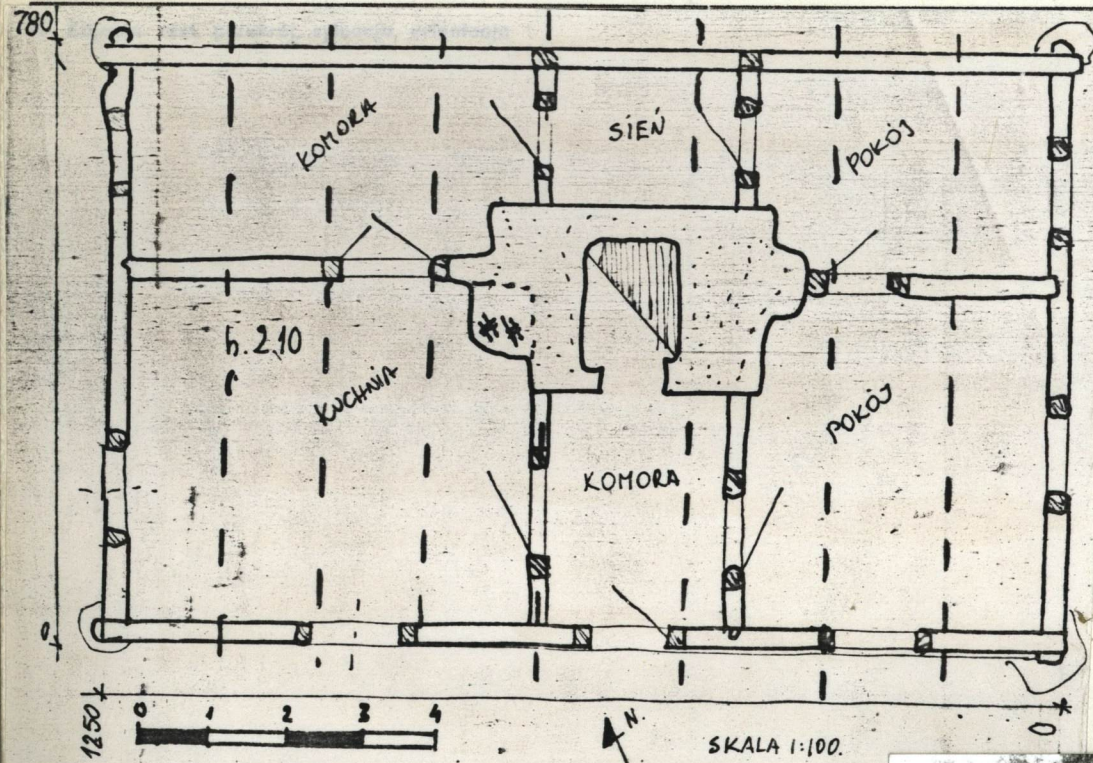 780
KOMORA
SIEŃ
POKÓJ
h. 2,10
KUCHNIA
POKÓJ
KOMORA
0
1250
0 1 2 3 4
N
SKALA 1:100.
0